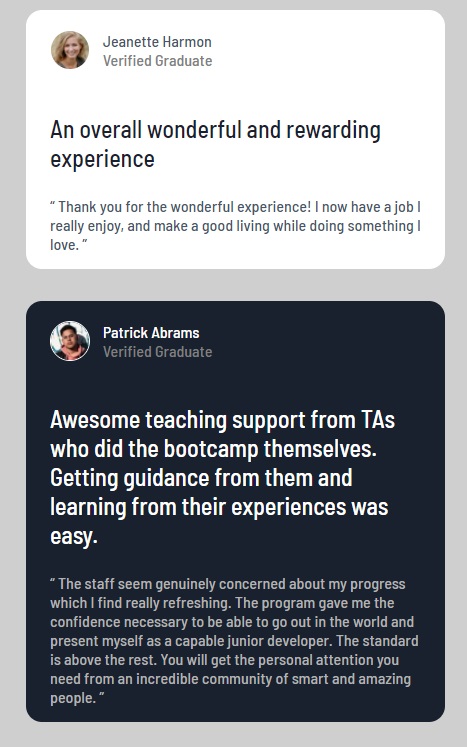 Jeanette Harmon
Verified Graduate
An overall wonderful and rewarding
experience
“ Thank you for the wonderful experience! I now have a job I
really enjoy, and make a good living while doing something I
love. ”
Patrick Abrams
Verified Graduate
Awesome teaching support from TAs
who did the bootcamp themselves.
Getting guidance from them and
learning from their experiences was
easy.
“ The staff seem genuinely concerned about my progress
which I find really refreshing. The program gave me the
confidence necessary to be able to go out in the world and
present myself as a capable junior developer. The standard
is above the rest. You will get the personal attention you
need from an incredible community of smart and amazing
people. ”